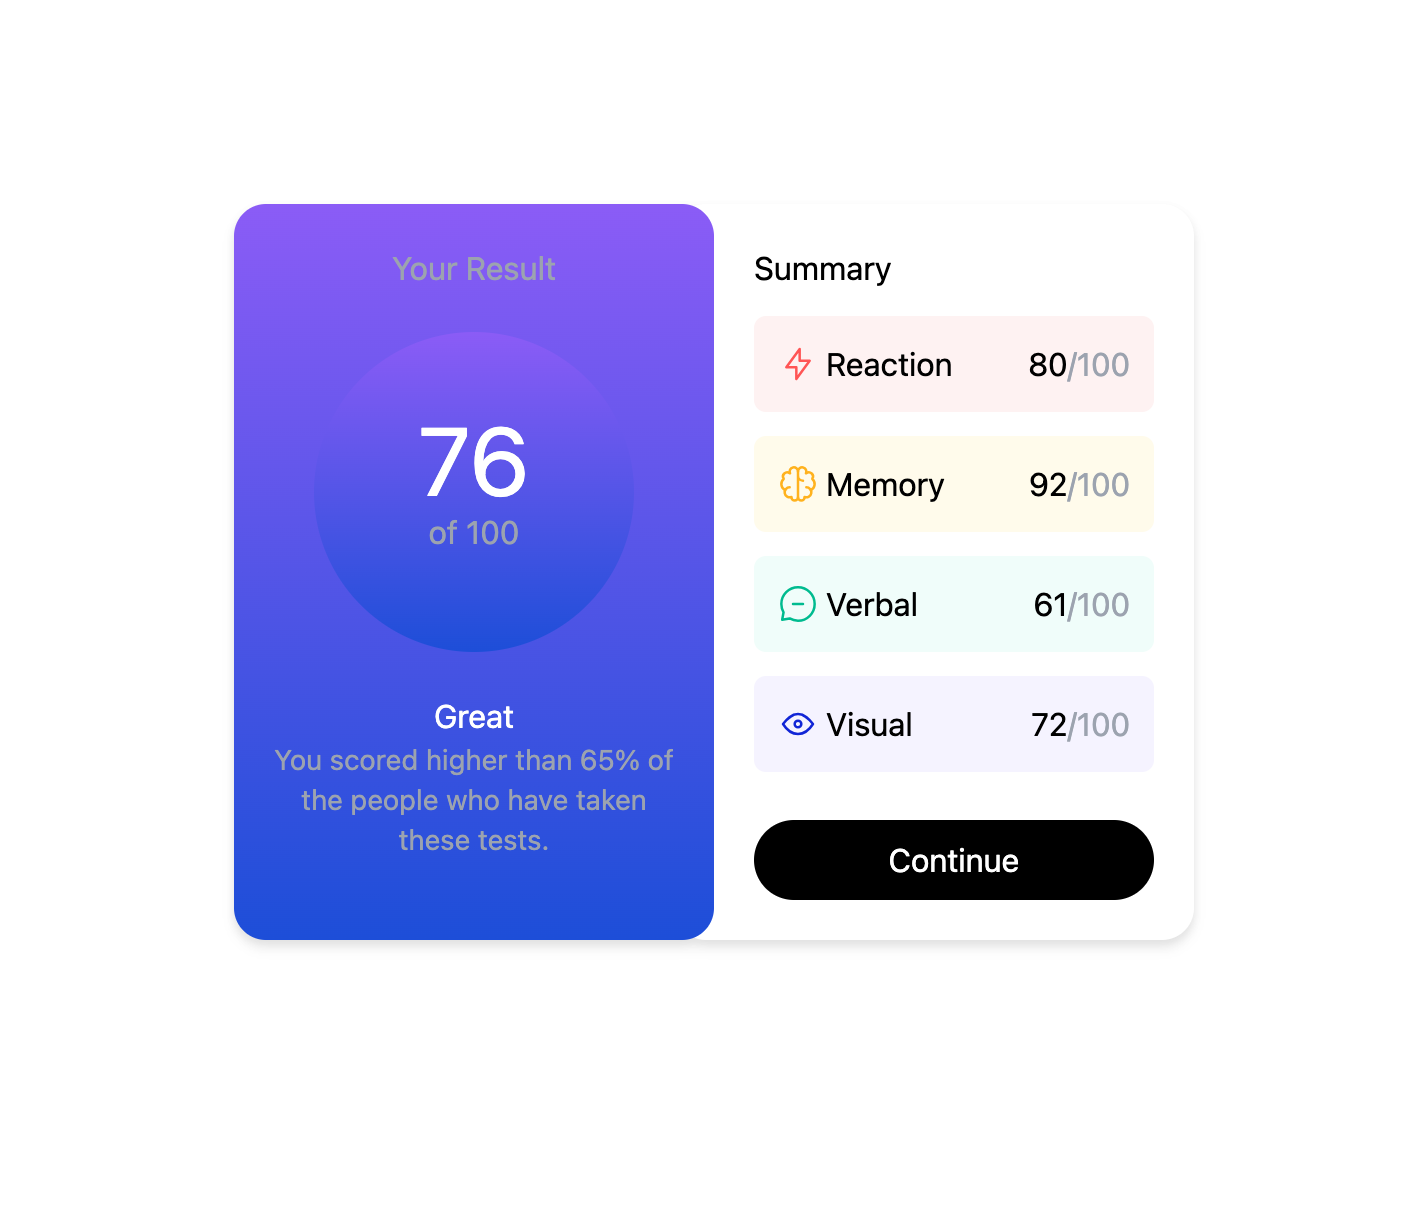 Your Result
76
of 100
Great
You scored higher than 65% of
the people who have taken
these tests.
Summary
Reaction 80/100
Memory 92/100
Verbal 61/100
Visual 72/100
Continue